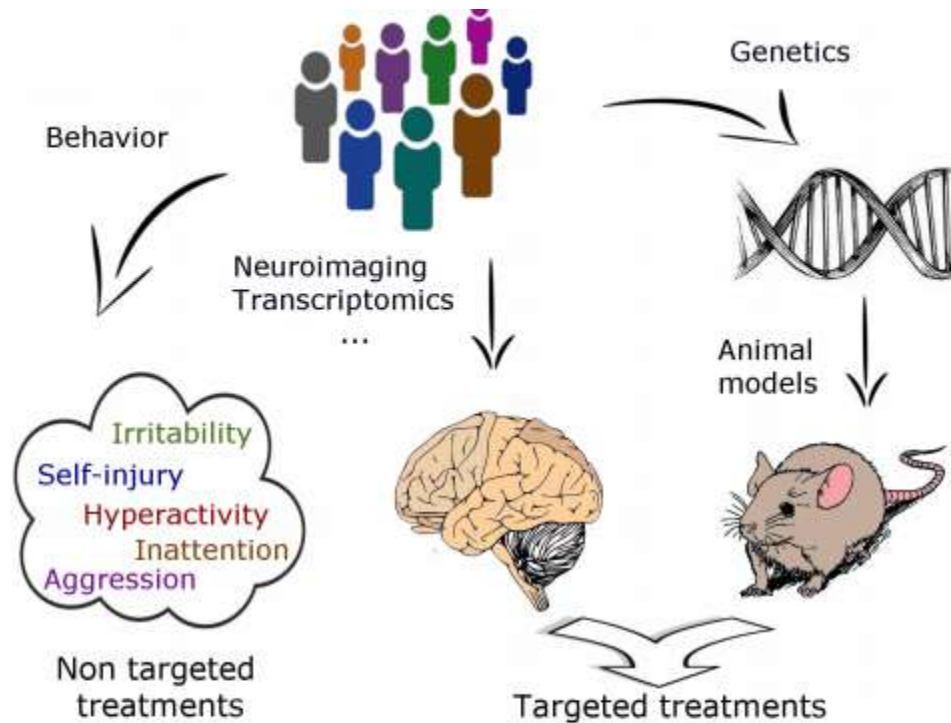 Genetics
Behavior
Neuroimaging
Transcriptomics
...
Animal
models
Irritability
Self-injury
Hyperactivity
Inattention
Aggression
Non targeted
treatments
Targeted treatments